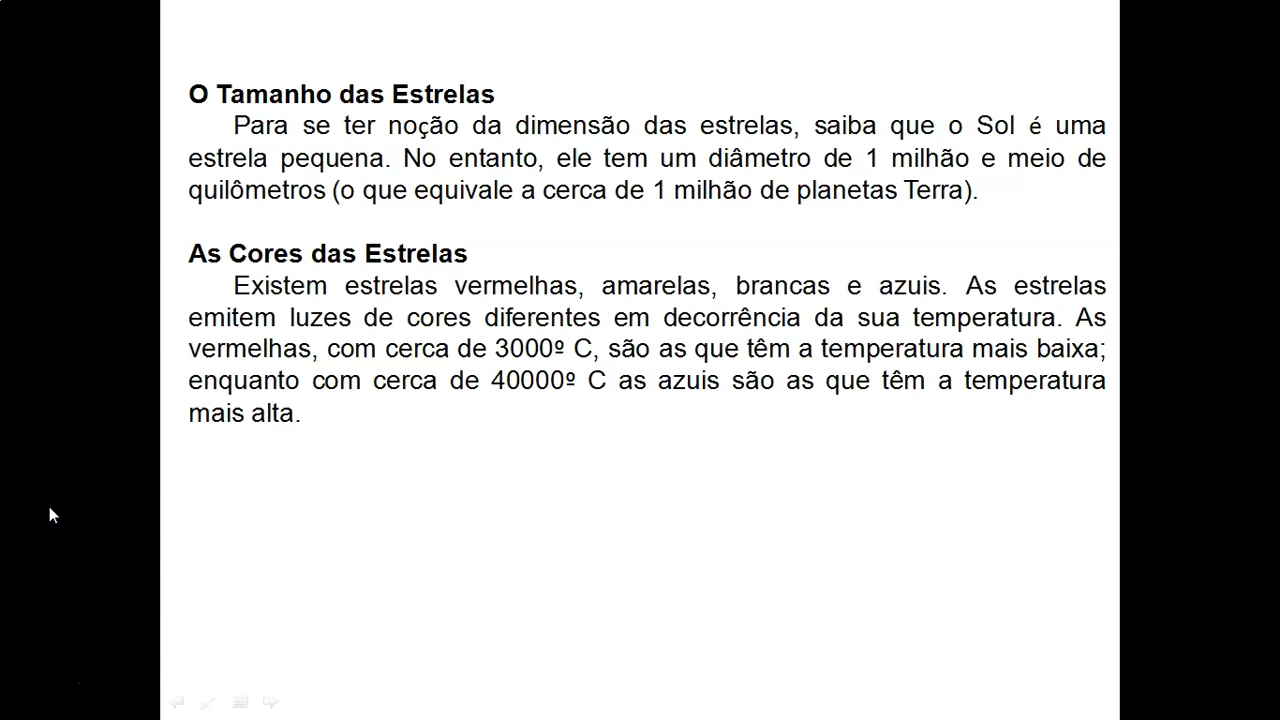 O Tamanho das Estrelas
Para se ter noção da dimensão das estrelas, saiba que o Sol é uma
estrela pequena. No entanto, ele tem um diâmetro de 1 milhão e meio de
quilômetros (o que equivale a cerca de 1 milhão de planetas Terra).
As Cores das Estrelas
Existem estrelas vermelhas, amarelas, brancas e azuis. As estrelas
emitem luzes de cores diferentes em decorrência da sua temperatura. As
vermelhas, com cerca de 3000º C, são as que têm a temperatura mais baixa;
enquanto com cerca de 40000º C as azuis são as que têm a temperatura
mais alta.